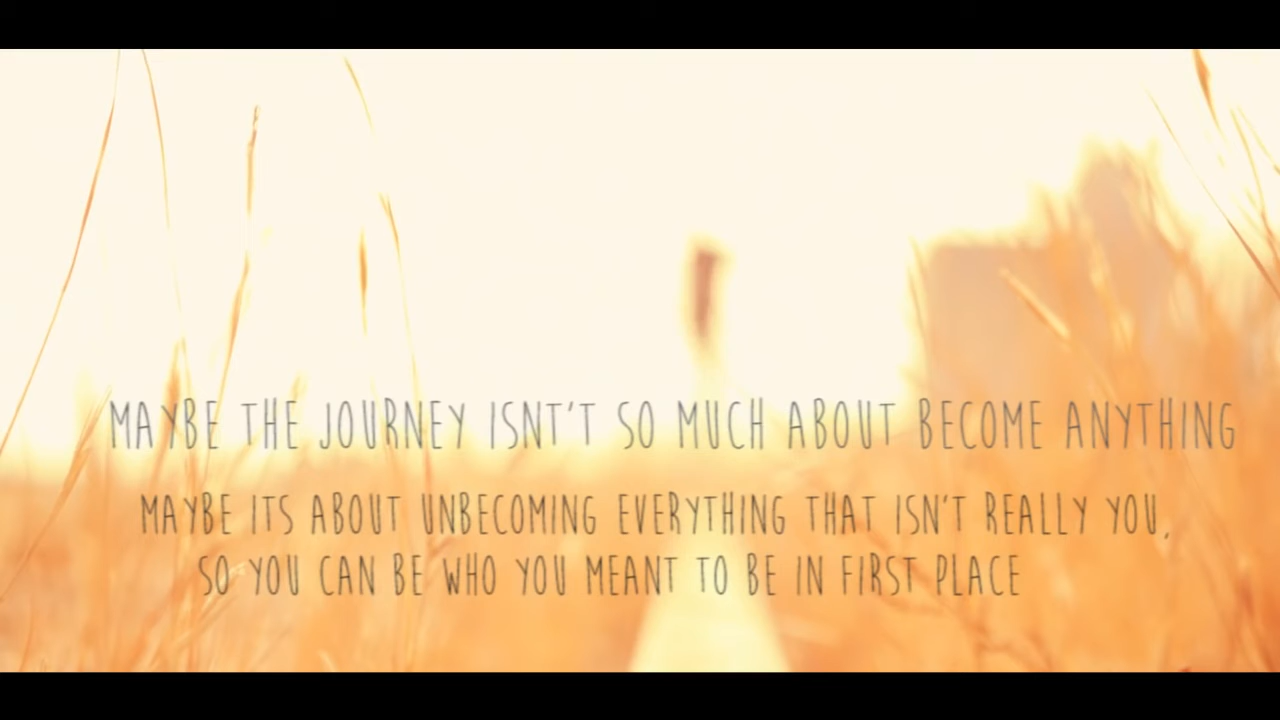 MAYBE THE JOURNEY ISNT'T SO MUCH ABOUT BECOME ANYTHING
MAYBE ITS ABOUT UNBECOMING EVERYTHING THAT ISN'T REALLY YOU,
SO YOU CAN BE WHO YOU MEANT TO BE IN FIRST PLACE